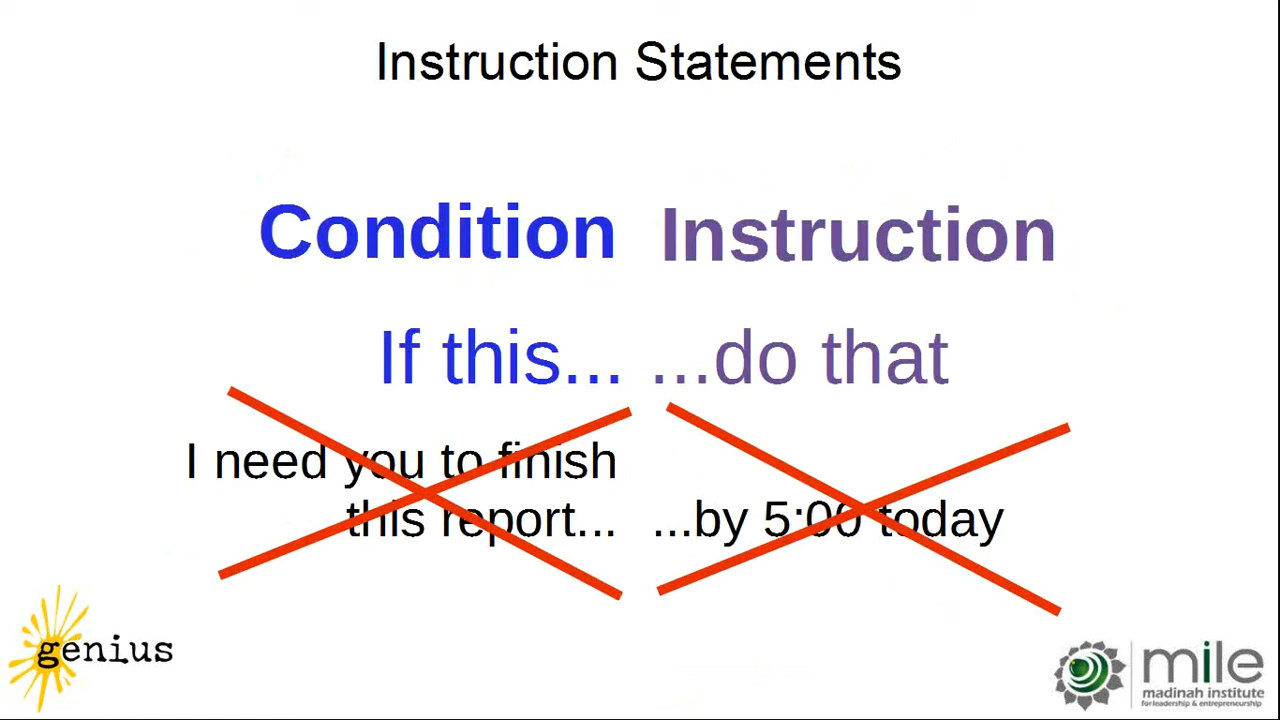 Instruction Statements
Condition Instruction
If this... ...do that
I need you to finish
this report... ...by 5:00 today
genius
mile
madinah institute
for leadership & entrepreneurship